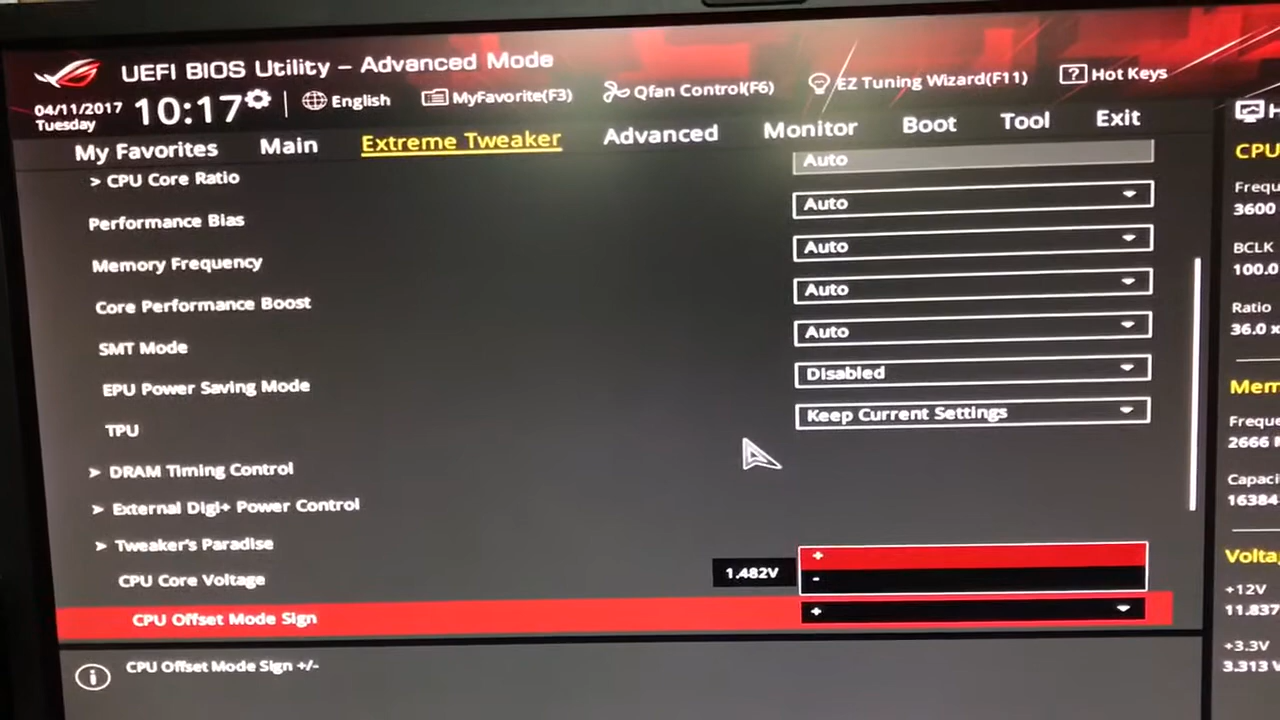 UEFI BIOS Utility – Advanced Mode
04/11/2017
Tuesday
10:17
English
MyFavorite(F3)
Qfan Control(F6)
EZ Tuning Wizard(F11)
? Hot Keys
My Favorites
Main
Extreme Tweaker
Advanced
Monitor
Boot
Tool
Exit
> CPU Core Ratio
Auto
Performance Bias
Auto
Memory Frequency
Auto
Core Performance Boost
Auto
SMT Mode
Auto
EPU Power Saving Mode
Disabled
TPU
Keep Current Settings
> DRAM Timing Control
> External Digi+ Power Control
> Tweaker's Paradise
CPU Core Voltage
1.482V
+
-
CPU Offset Mode Sign
+
i
CPU Offset Mode Sign +/-
CPU
3600
BCLK
100.0
Ratio
36.0 x
2666
16384
+12V
11.837
+3.3V
3.313 V